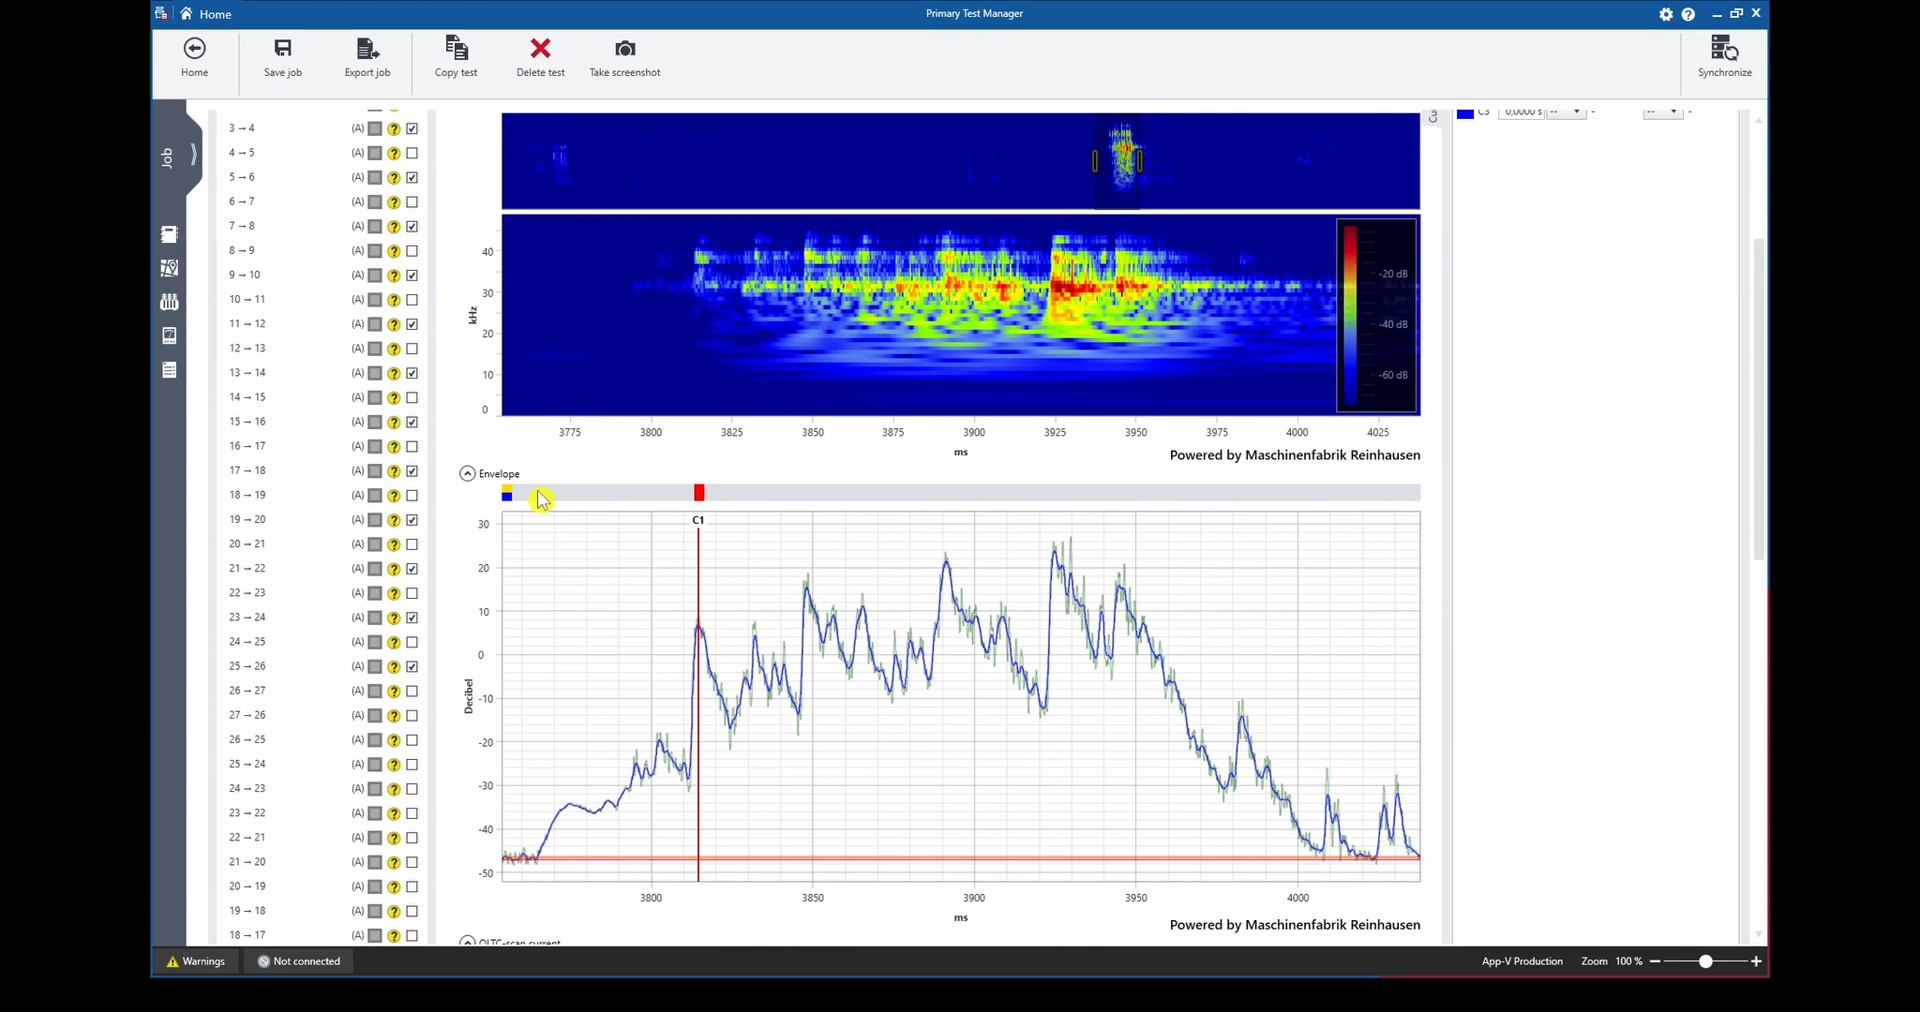 Home
Primary Test Manager
Home
Save job
Export job
Copy test
Delete test
Take screenshot
Synchronize
Job
3 → 4 (A)
4 → 5 (A)
5 → 6 (A)
6 → 7 (A)
7 → 8 (A)
8 → 9 (A)
9 → 10 (A)
10 → 11 (A)
11 → 12 (A)
12 → 13 (A)
13 → 14 (A)
14 → 15 (A)
15 → 16 (A)
16 → 17 (A)
17 → 18 (A)
18 → 19 (A)
19 → 20 (A)
20 → 21 (A)
21 → 22 (A)
22 → 23 (A)
23 → 24 (A)
24 → 25 (A)
25 → 26 (A)
26 → 27 (A)
27 → 26 (A)
26 → 25 (A)
25 → 24 (A)
24 → 23 (A)
23 → 22 (A)
22 → 21 (A)
21 → 20 (A)
20 → 19 (A)
19 → 18 (A)
18 → 17 (A)
kHz
40
30
20
10
0
-20 dB
-40 dB
-60 dB
3775 3800 3825 3850 3875 3900 3925 3950 3975 4000 4025
ms
Powered by Maschinenfabrik Reinhausen
Envelope
C1
Decibel
30
20
10
0
-10
-20
-30
-40
-50
3800 3850 3900 3950 4000
ms
Powered by Maschinenfabrik Reinhausen
OLTC-scan current
C3 0,0000 s -- - -- -
Warnings
Not connected
App-V Production
Zoom 100 %